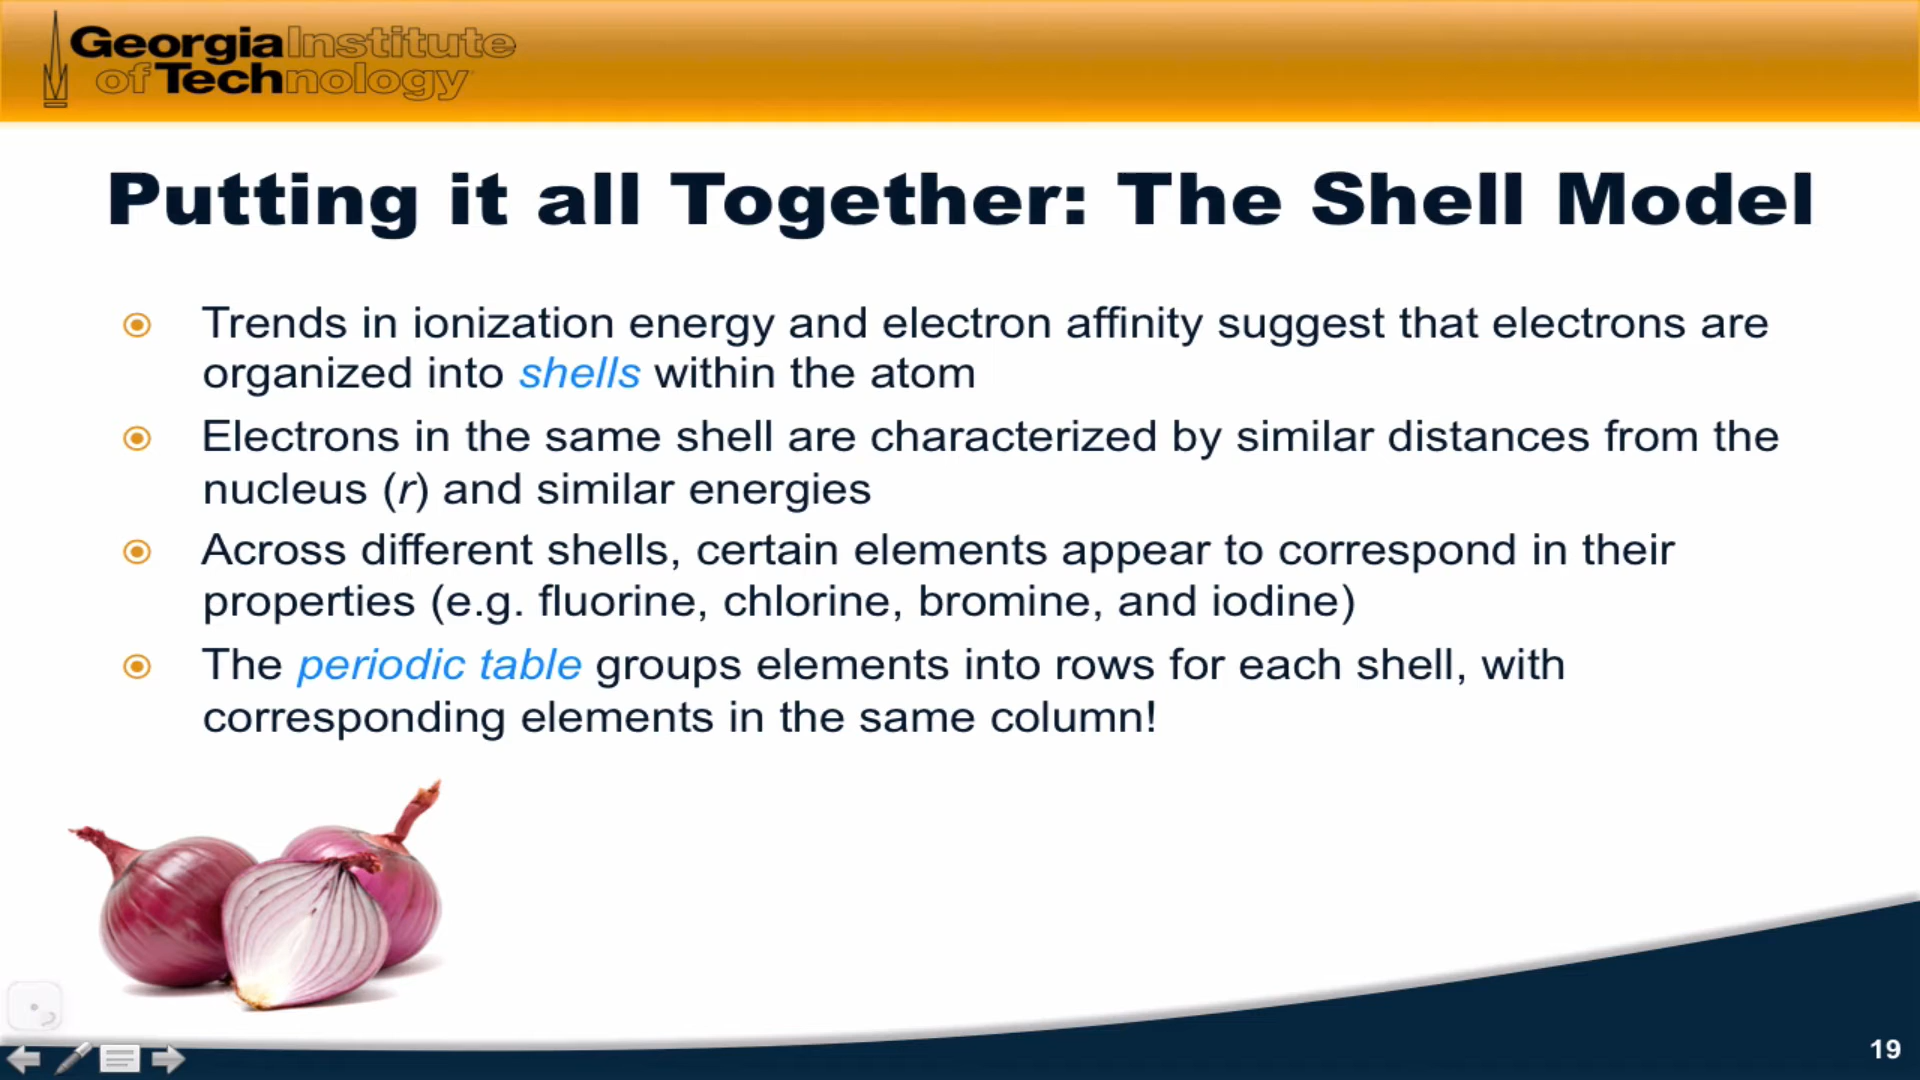 Georgia Institute
of Technology
Putting it all Together: The Shell Model
Trends in ionization energy and electron affinity suggest that electrons are
organized into shells within the atom
Electrons in the same shell are characterized by similar distances from the
nucleus (r) and similar energies
Across different shells, certain elements appear to correspond in their
properties (e.g. fluorine, chlorine, bromine, and iodine)
The periodic table groups elements into rows for each shell, with
corresponding elements in the same column!
19